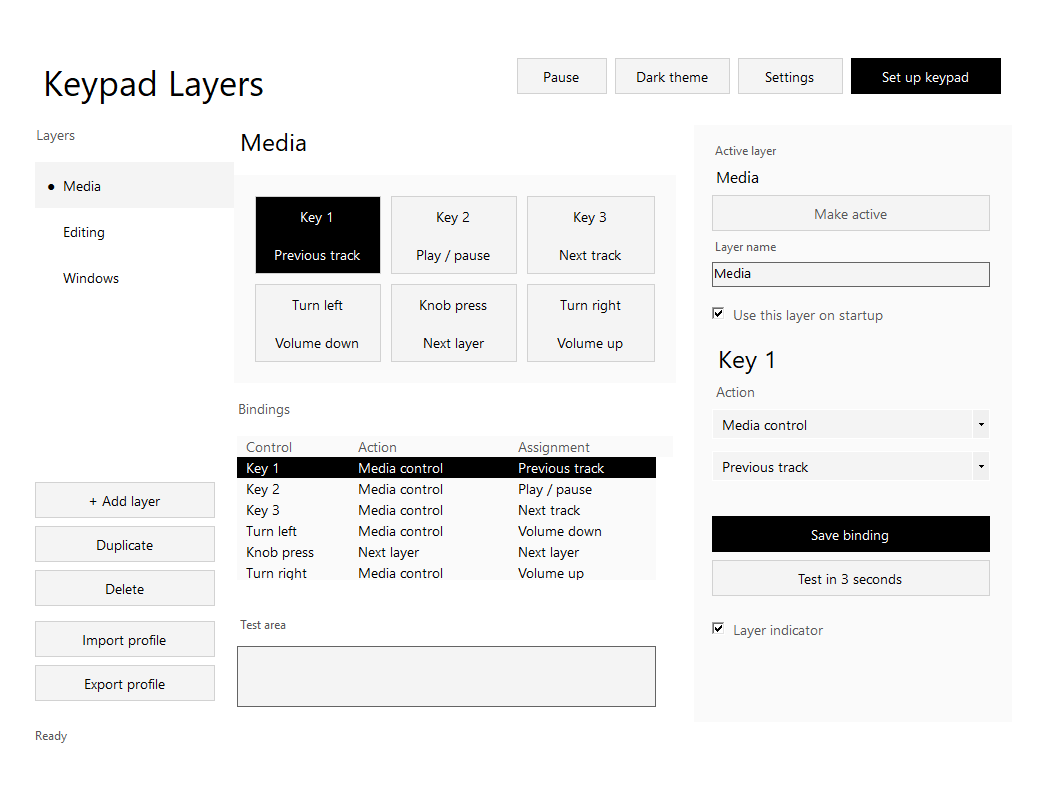 Keypad Layers
Pause
Dark theme
Settings
Set up keypad
Layers
Media
Editing
Windows
+ Add layer
Duplicate
Delete
Import profile
Export profile
Ready
Media
Key 1
Previous track
Key 2
Play / pause
Key 3
Next track
Turn left
Volume down
Knob press
Next layer
Turn right
Volume up
Bindings
Control Action Assignment
Key 1 Media control Previous track
Key 2 Media control Play / pause
Key 3 Media control Next track
Turn left Media control Volume down
Knob press Next layer Next layer
Turn right Media control Volume up
Test area
Active layer
Media
Make active
Layer name
Media
Use this layer on startup
Key 1
Action
Media control
Previous track
Save binding
Test in 3 seconds
Layer indicator